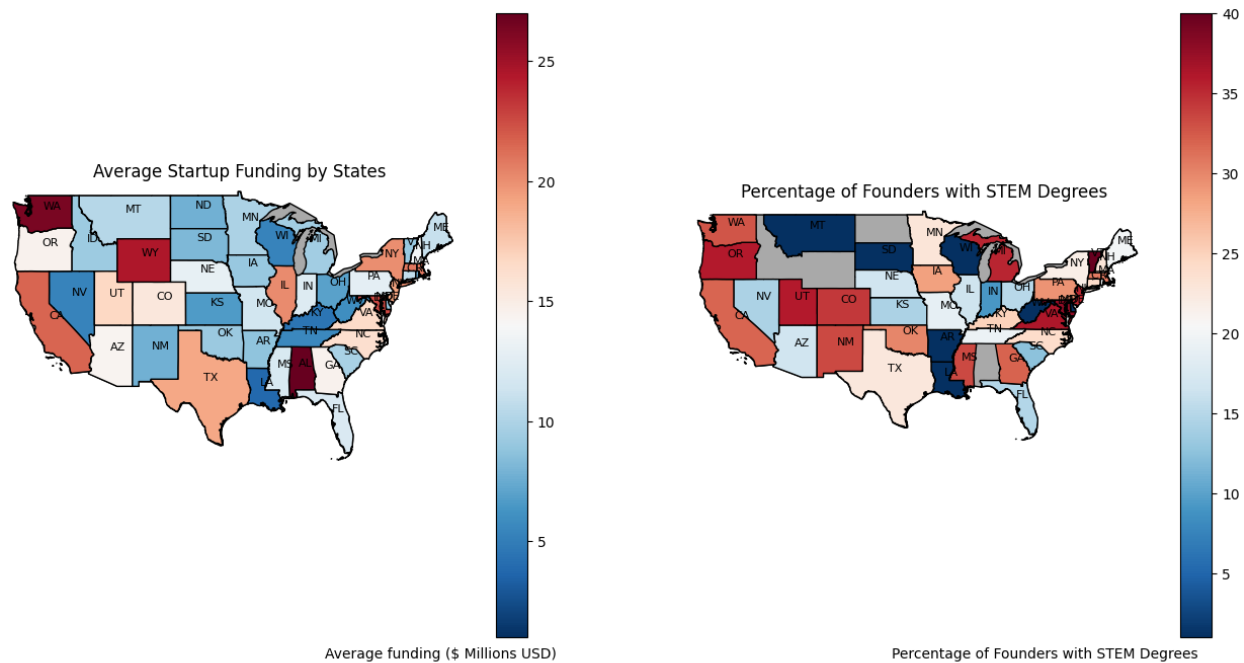 Average Startup Funding by States
WA
MT
ND
MN
ME
OR
ID
SD
WI
MI
NH
WY
NY
MA
NE
IA
PA
NV
UT
CO
KS
MO
IL
IN
OH
CA
KY
VA
AZ
NM
OK
AR
TN
NC
SC
TX
LA
MS
AL
GA
FL
25
20
15
10
5
Average funding ($ Millions USD)
Percentage of Founders with STEM Degrees
WA
MT
MN
ME
OR
SD
WI
MI
NH
NY
MA
NE
IA
PA
NV
UT
CO
KS
MO
IL
IN
OH
CA
KY
VA
AZ
NM
OK
AR
TN
NC
SC
TX
LA
MS
GA
FL
40
35
30
25
20
15
10
5
Percentage of Founders with STEM Degrees